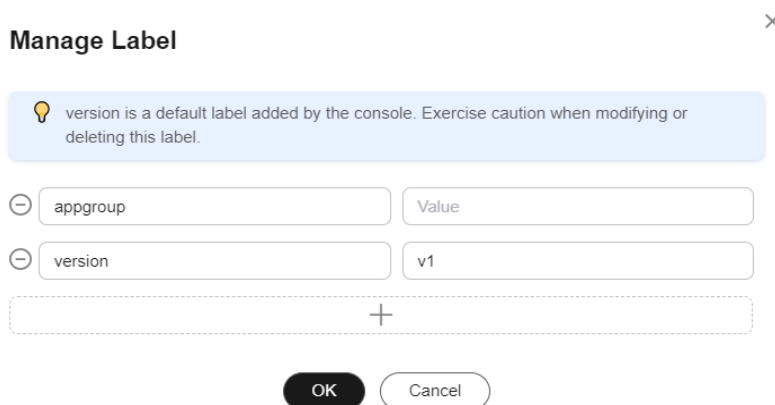 Manage Label
version is a default label added by the console. Exercise caution when modifying or
deleting this label.
appgroup Value
version v1
OK Cancel